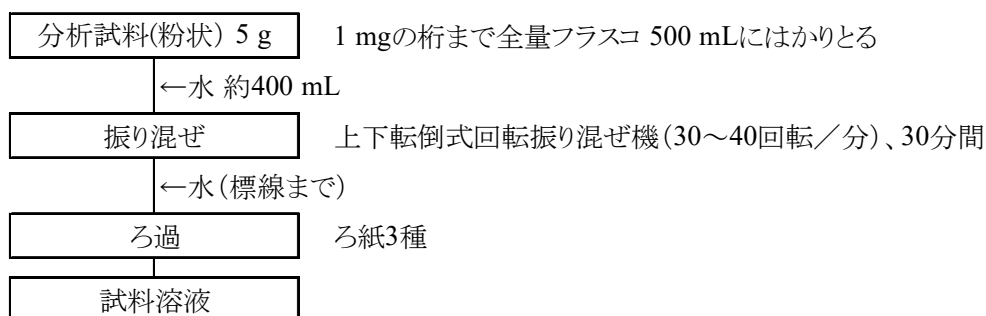 分析試料(粉状) 5 g 1 mgの桁まで全量フラスコ 500 mLにはかりとる
←水 約400 mL
振り混ぜ 上下転倒式回転振り混ぜ機(30～40回転／分)、30分間
←水(標線まで)
ろ過 ろ紙3種
試料溶液